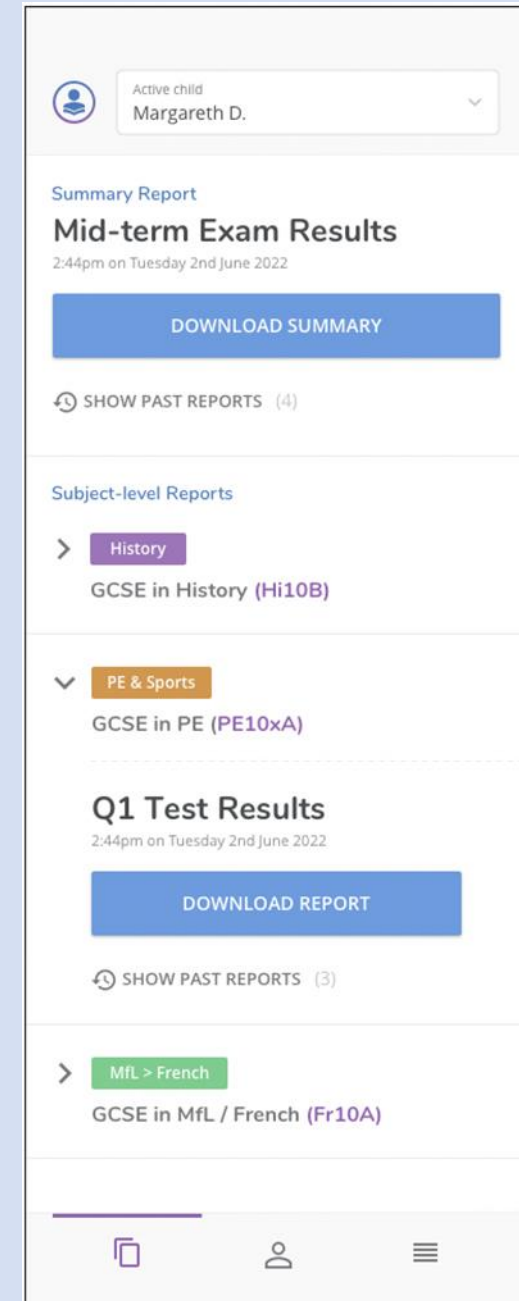 Active child
Margareth D.
Summary Report
Mid-term Exam Results
2:44pm on Tuesday 2nd June 2022
DOWNLOAD SUMMARY
SHOW PAST REPORTS (4)
Subject-level Reports
History
GCSE in History (Hi10B)
PE & Sports
GCSE in PE (PE10xA)
Q1 Test Results
2:44pm on Tuesday 2nd June 2022
DOWNLOAD REPORT
SHOW PAST REPORTS (3)
MfL > French
GCSE in MfL / French (Fr10A)